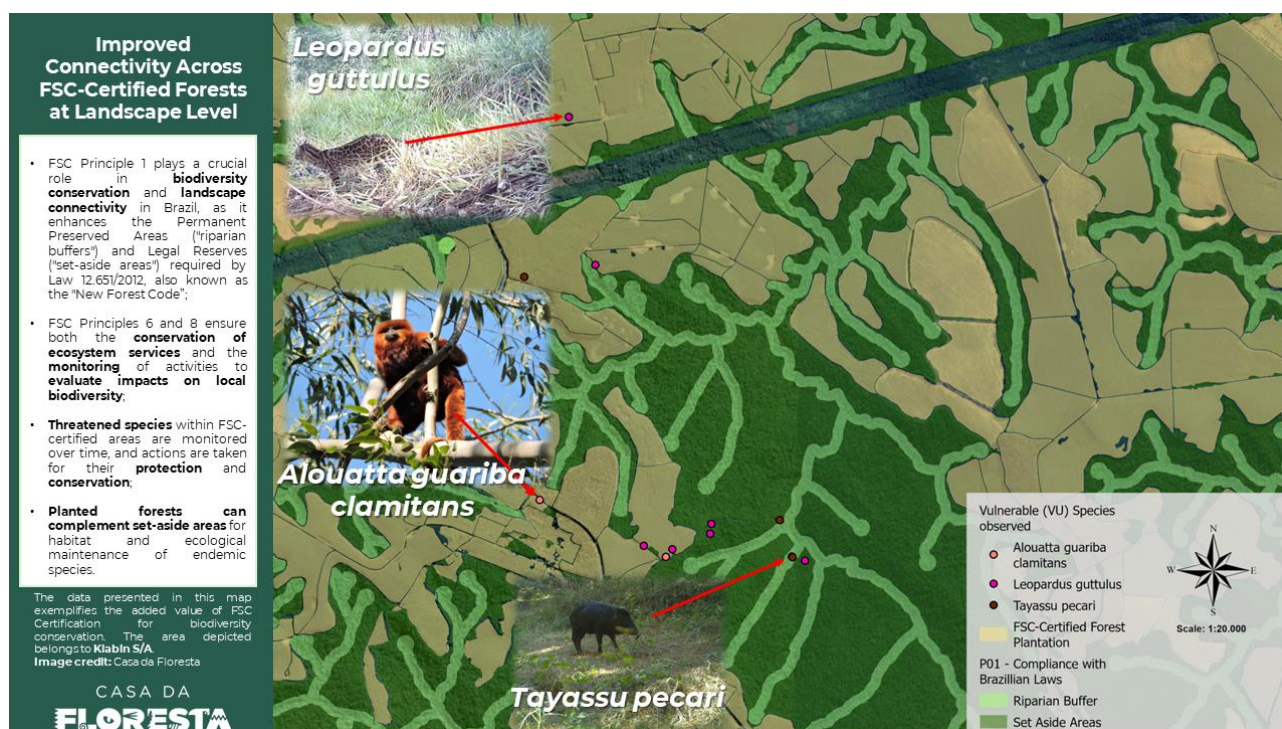 Improved
Connectivity Across
FSC-Certified Forests
at Landscape Level
• FSC Principle 1 plays a crucial
role in biodiversity
conservation and landscape
connectivity in Brazil, as it
enhances the Permanent
Preserved Areas ("riparian
buffers") and Legal Reserves
("set-aside areas") required by
Law 12.651/2012, also known as
the "New Forest Code";
• FSC Principles 6 and 8 ensure
both the conservation of
ecosystem services and the
monitoring of activities to
evaluate impacts on local
biodiversity;
• Threatened species within FSC-
certified areas are monitored
over time, and actions are taken
for their protection and
conservation;
• Planted forests can
complement set-aside areas for
habitat and ecological
maintenance of endemic
species.
The data presented in this map
exemplifies the added value of FSC
Certification for biodiversity
conservation. The area depicted
belongs to Klabin S/A
Image credit: Casa da Floresta
CASA DA
FLORESTA
Leopardus
guttulus
Alouatta guariba
clamitans
Tayassu pecari
Vulnerable (VU) Species
observed
Alouatta guariba
clamitans
Leopardus guttulus
Tayassu pecari
FSC-Certified Forest
Plantation
P01 - Compliance with
Brazillian Laws
Riparian Buffer
Set Aside Areas
N
W
E
S
Scale: 1:20.000